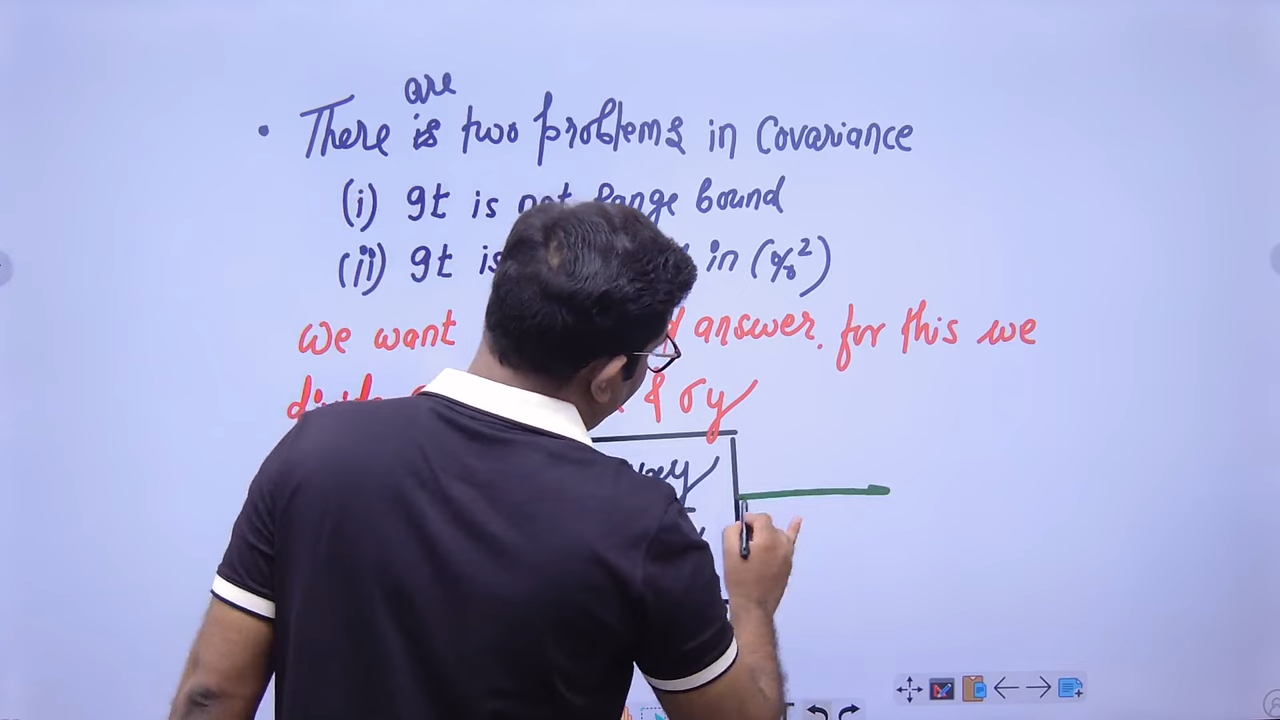 are
• There is two problems in Covariance
(i) It is not Range bound
(ii) It is in (%²)
We want answer. for this we
& σy